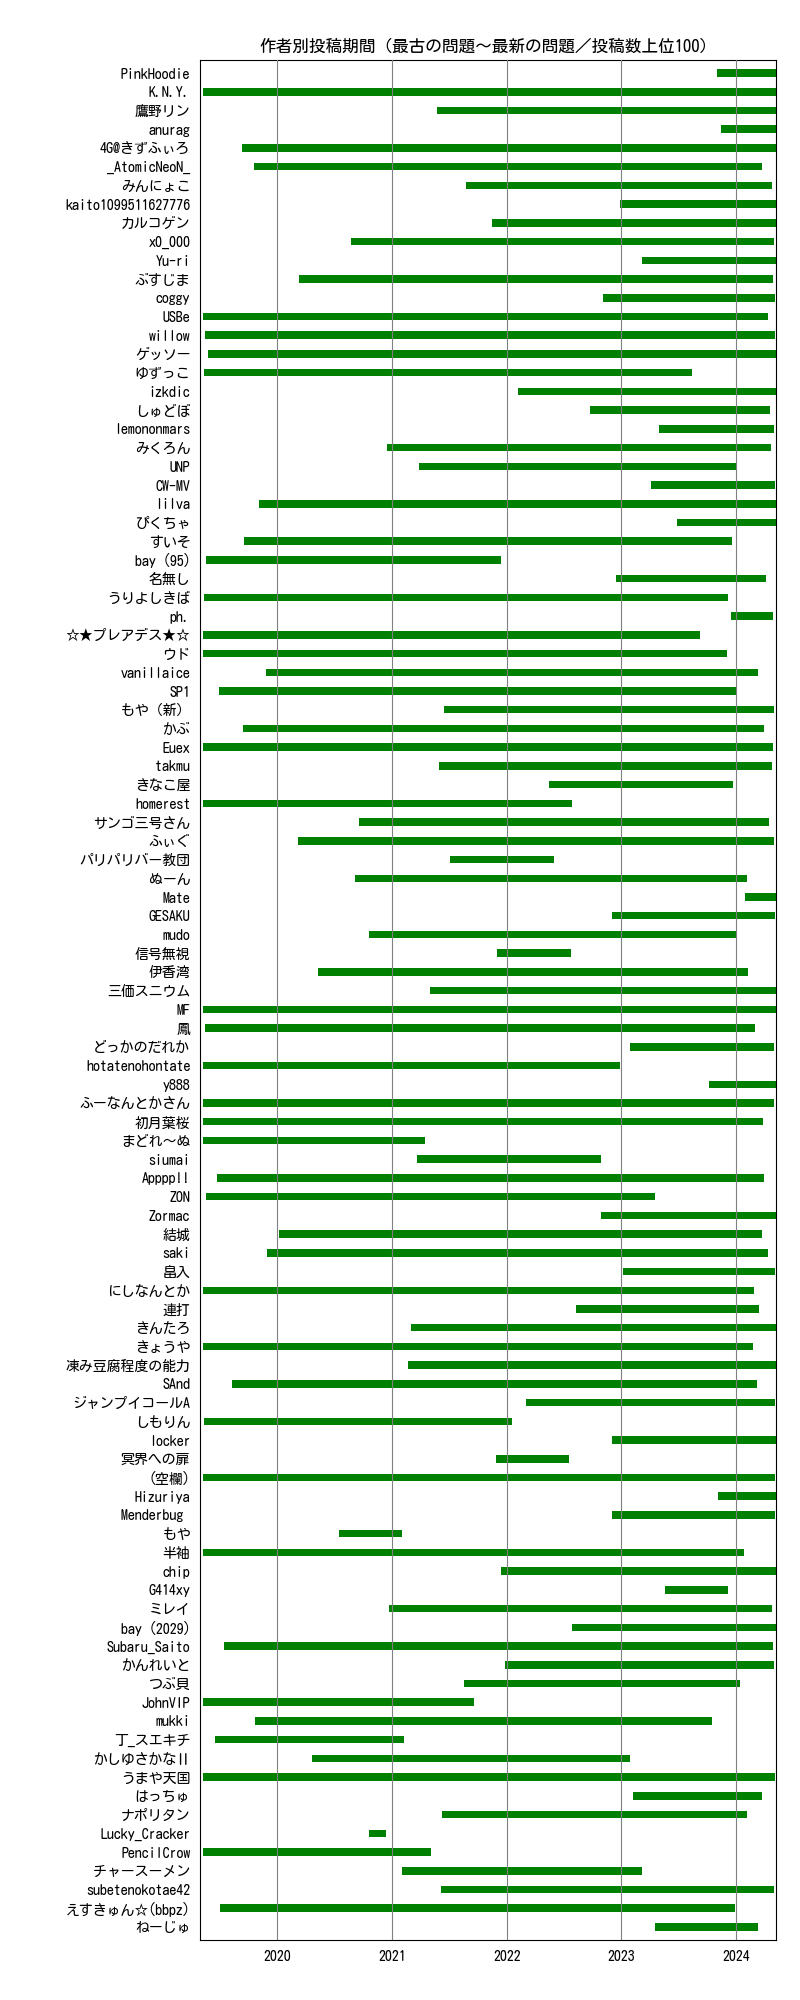 作者別投稿期間（最古の問題～最新の問題／投稿数上位100）
PinkHoodie
K.N.Y.
鷹野リン
anurag
4G@きずふぃろ
_AtomicNeoN_
みんにょこ
kaito1099511627776
カルコゲン
x0_000
Yu-ri
ぶすじま
coggy
USBe
willow
ゲッソー
ゆずっこ
izkdic
しゅどぼ
lemononmars
みくろん
UNP
CW-MV
lilva
ぴくちゃ
すいそ
bay (95)
名無し
うりよしきば
ph.
☆★プレアデス★☆
ウド
vanillaice
SP1
もや（新）
かぶ
Euex
takmu
きなこ屋
homerest
サンゴ三号さん
ふぃぐ
パリパリバー教団
ぬーん
Mate
GESAKU
mudo
信号無視
伊香湾
三価スニウム
MF
鳳
どっかのだれか
hotatenohontate
y888
ふーなんとかさん
初月葉桜
まどれ～ぬ
siumai
Appppl!
ZON
Zormac
結城
saki
畠入
にしなんとか
連打
きんたろ
きょうや
凍み豆腐程度の能力
SAnd
ジャンプイコールA
しもりん
locker
冥界への扉
(空欄)
Hizuriya
Menderbug
もや
半袖
chip
G414xy
ミレイ
bay (2029)
Subaru_Saito
かんれいと
つぶ貝
JohnVIP
mukki
丁_スエキチ
かしゆさかなⅡ
うまや天国
はっちゅ
ナポリタン
Lucky_Cracker
PencilCrow
チャースーメン
subetenokotae42
えすきゅん☆(bbpz)
ねーじゅ
2020 2021 2022 2023 2024